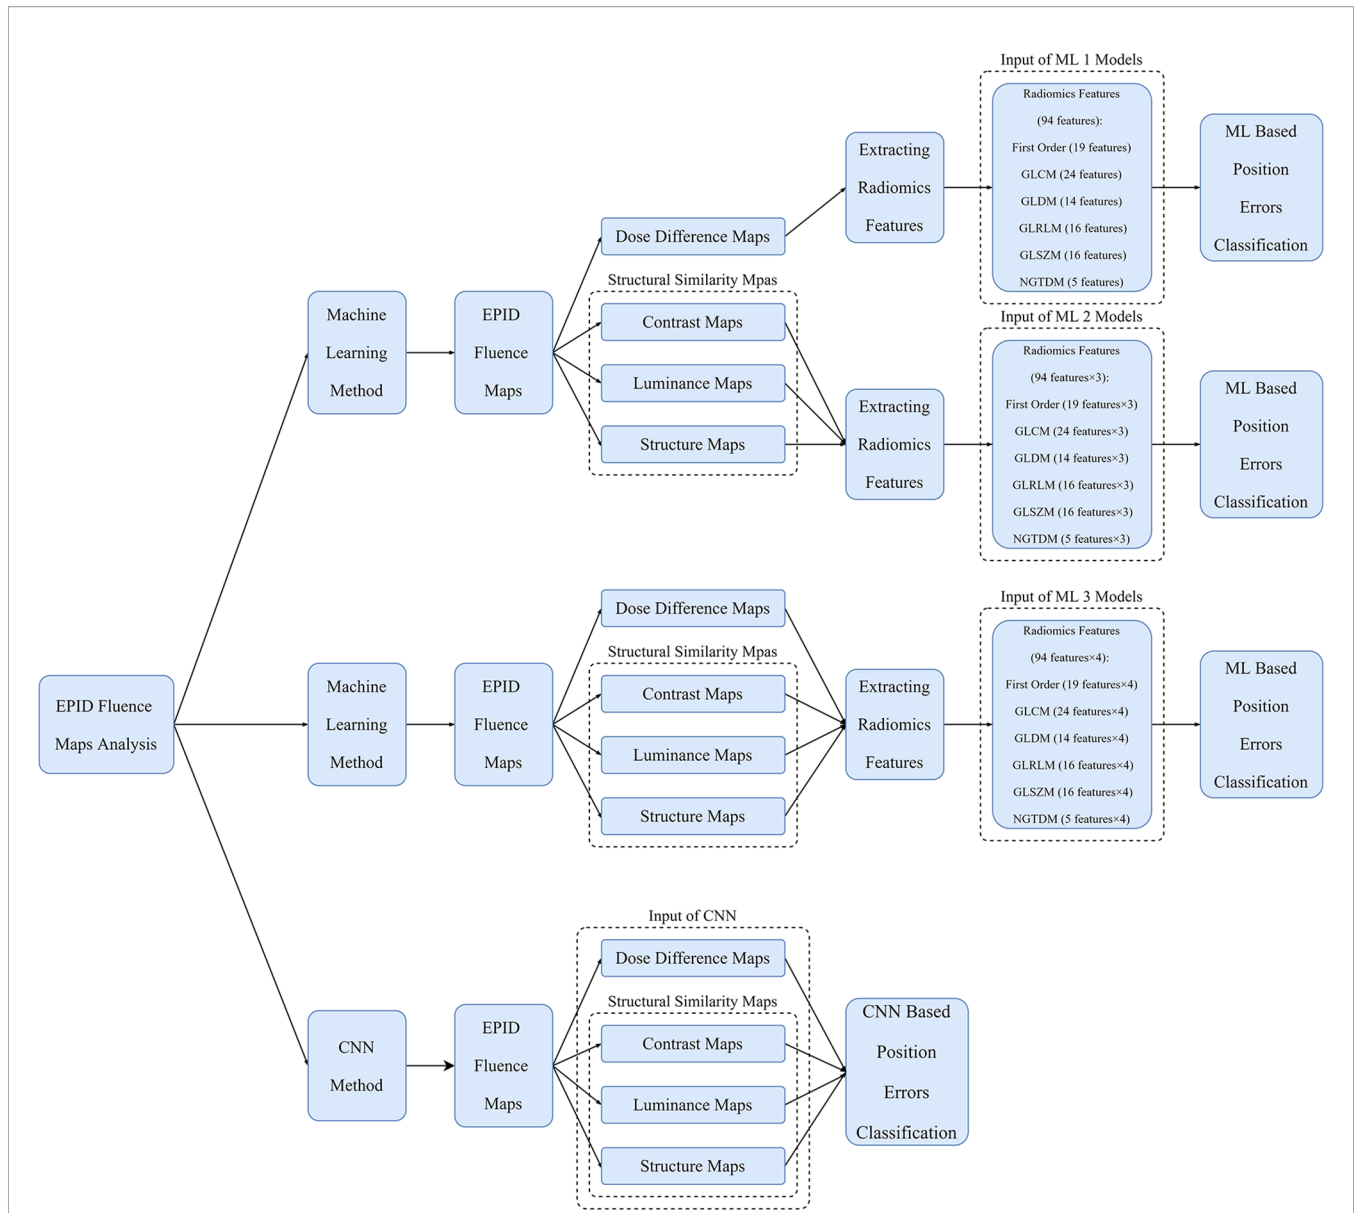 EPID Fluence
Maps Analysis
Machine
Learning
Method
EPID
Fluence
Maps
Dose Difference Maps
Structural Similarity Mpas
Contrast Maps
Luminance Maps
Structure Maps
Extracting
Radiomics
Features
Input of ML 1 Models
Radiomics Features
(94 features):
First Order (19 features)
GLCM (24 features)
GLDM (14 features)
GLRLM (16 features)
GLSZM (16 features)
NGTDM (5 features)
ML Based
Position
Errors
Classification
Extracting
Radiomics
Features
Input of ML 2 Models
Radiomics Features
(94 features×3):
First Order (19 features×3)
GLCM (24 features×3)
GLDM (14 features×3)
GLRLM (16 features×3)
GLSZM (16 features×3)
NGTDM (5 features×3)
ML Based
Position
Errors
Classification
Machine
Learning
Method
EPID
Fluence
Maps
Dose Difference Maps
Structural Similarity Mpas
Contrast Maps
Luminance Maps
Structure Maps
Extracting
Radiomics
Features
Input of ML 3 Models
Radiomics Features
(94 features×4):
First Order (19 features×4)
GLCM (24 features×4)
GLDM (14 features×4)
GLRLM (16 features×4)
GLSZM (16 features×4)
NGTDM (5 features×4)
ML Based
Position
Errors
Classification
CNN
Method
EPID
Fluence
Maps
Input of CNN
Dose Difference Maps
Structural Similarity Maps
Contrast Maps
Luminance Maps
Structure Maps
CNN Based
Position
Errors
Classification